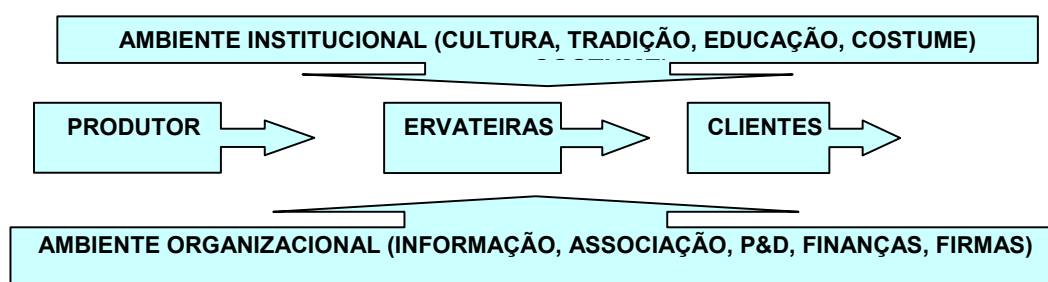 AMBIENTE INSTITUCIONAL (CULTURA, TRADIÇÃO, EDUCAÇÃO, COSTUME)
PRODUTOR
ERVATEIRAS
CLIENTES
AMBIENTE ORGANIZACIONAL (INFORMAÇÃO, ASSOCIAÇÃO, P&D, FINANÇAS, FIRMAS)